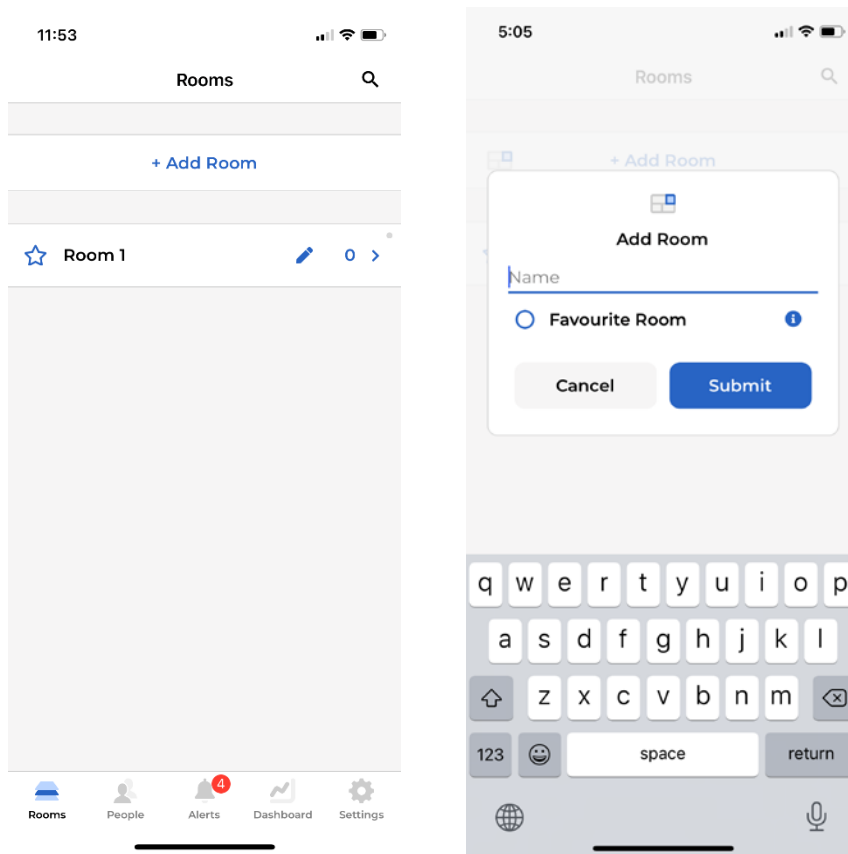 11:53
Rooms
+ Add Room
Room 1 0
4
Rooms People Alerts Dashboard Settings
5:05
Rooms
+ Add Room
Add Room
Name
Favourite Room
Cancel Submit
q w e r t y u i o p
a s d f g h j k l
z x c v b n m
123 space return